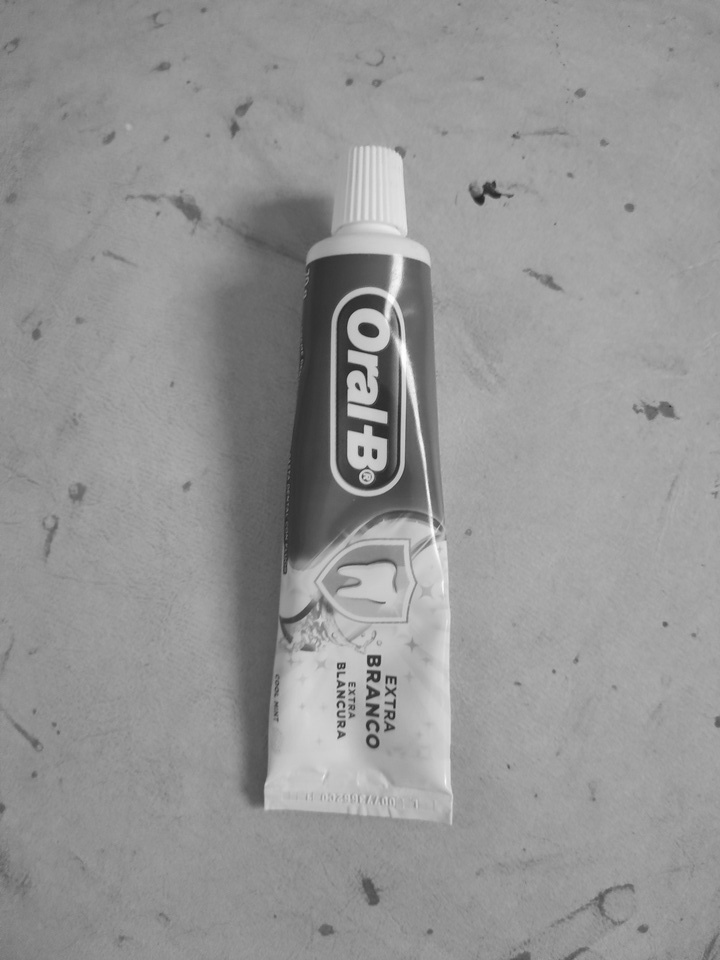 Oral-B®
EXTRA
BRANCO
EXTRA
BLANCURA
COOL MINT